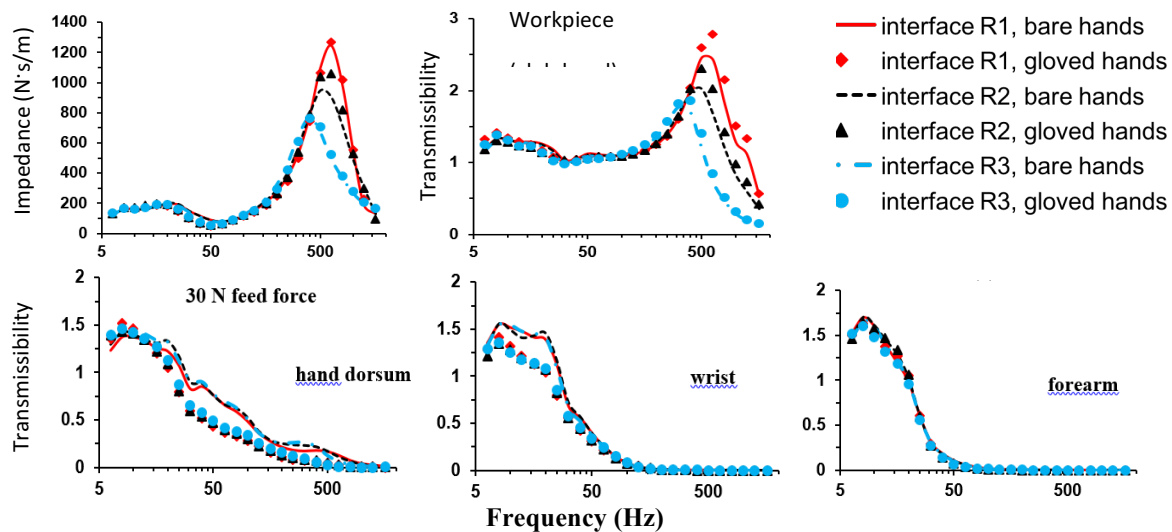 Impedance (N·s/m)
1400
1200
1000
800
600
400
200
0
5
50
500
Transmissibility
3
2
1
0
Workpiece
5
50
500
interface R1, bare hands
interface R1, gloved hands
interface R2, bare hands
interface R2, gloved hands
interface R3, bare hands
interface R3, gloved hands
Transmissibility
2
1.5
1
0.5
0
30 N feed force
hand dorsum
5
50
500
2
1.5
1
0.5
0
wrist
5
50
500
2
1.5
1
0.5
0
forearm
5
50
500
Frequency (Hz)